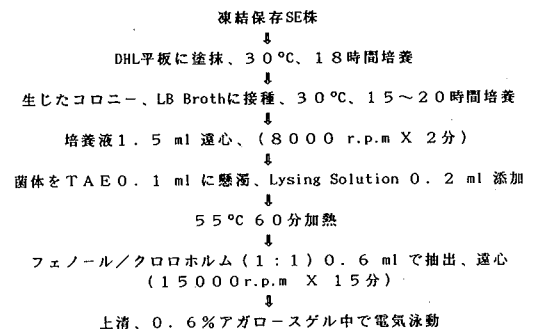 凍結保存SE株
⬇
DHL平板に塗抹、30℃、18時間培養
⬇
生じたコロニー、LB Brothに接種、30℃、15~20時間培養
⬇
培養液1.5 ml 遠心、(8000 r.p.m X 2分)
⬇
菌体をTAE0.1 ml に懸濁、Lysing Solution 0.2 ml 添加
⬇
55℃ 60分加熱
⬇
フェノール/クロロホルム(1:1)0.6 ml で抽出、遠心
(15000r.p.m X 15分)
⬇
上清、0.6%アガロースゲル中で電気泳動